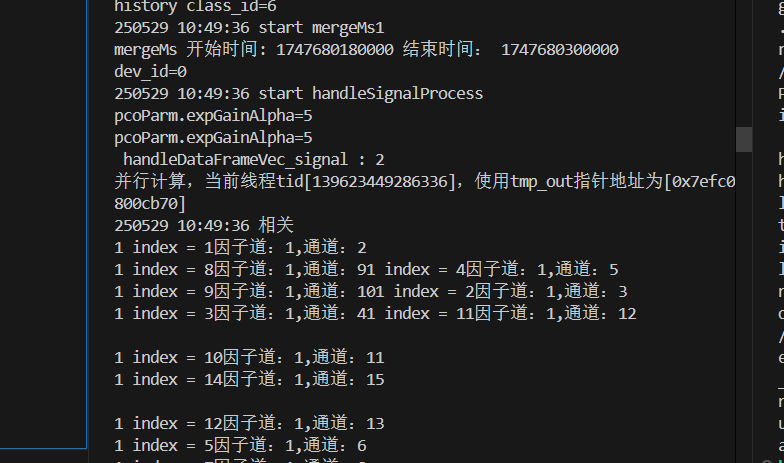 history class_id=6
250529 10:49:36 start mergeMs1
mergeMs 开始时间: 1747680180000 结束时间: 1747680300000
dev_id=0
250529 10:49:36 start handleSignalProcess
pcoParm.expGainAlpha=5
pcoParm.expGainAlpha=5
handleDataFrameVec_signal : 2
并行计算，当前线程tid[139623449286336]，使用tmp_out指针地址为[0x7efc0
800cb70]
250529 10:49:36 相关
1 index = 1因子道：1,通道：2
1 index = 8因子道：1,通道：91 index = 4因子道：1,通道：5
1 index = 9因子道：1,通道：101 index = 2因子道：1,通道：3
1 index = 3因子道：1,通道：41 index = 11因子道：1,通道：12
1 index = 10因子道：1,通道：11
1 index = 14因子道：1,通道：15
1 index = 12因子道：1,通道：13
1 index = 5因子道：1,通道：6